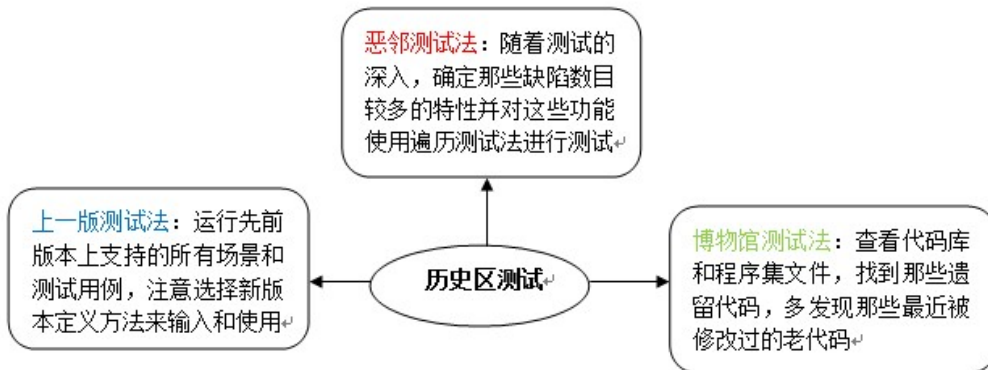 恶邻测试法：随着测试的
深入，确定那些缺陷数目
较多的特性并对这些功能
使用遍历测试法进行测试↵
上一版测试法：运行先前
版本上支持的所有场景和
测试用例，注意选择新版
本定义方法来输入和使用↵
历史区测试↵
博物馆测试法：查看代码库
和程序集文件，找到那些遗
留代码，多发现那些最近被
修改过的老代码↵